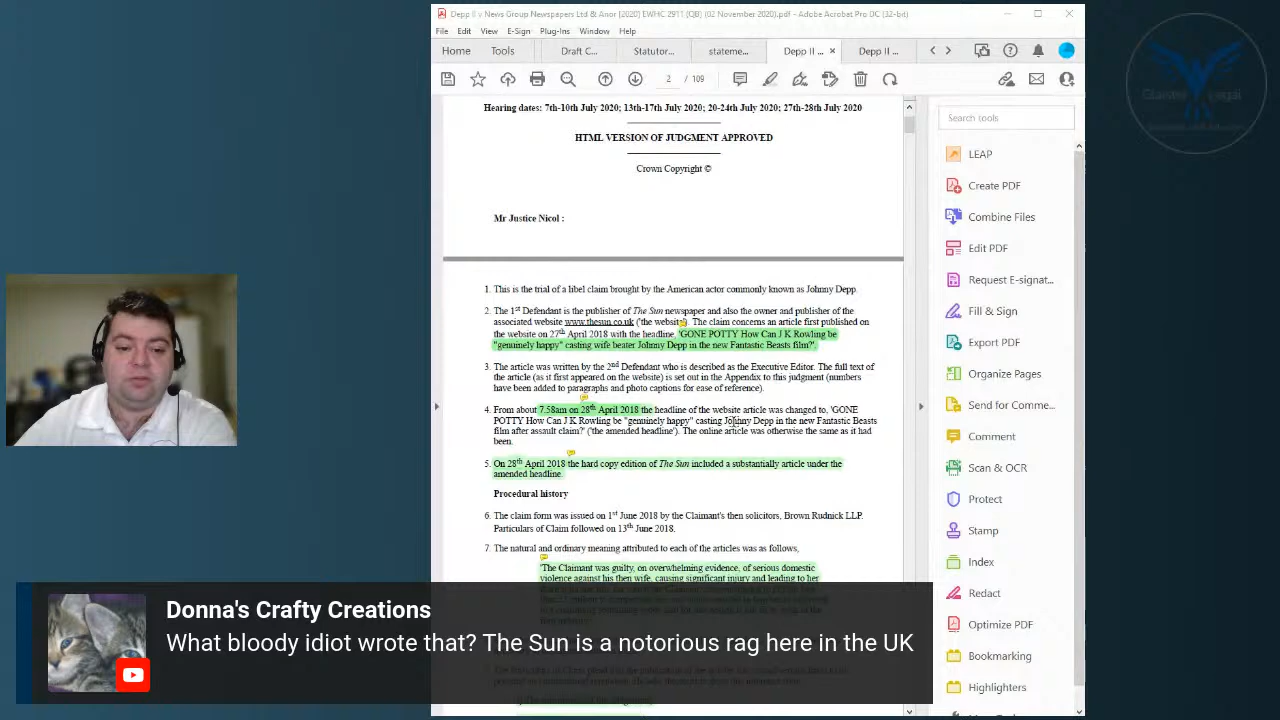 Depp II v News Group Newspapers Ltd & Anor [2020] EWHC 2911 (QB) (02 November 2020).pdf - Adobe Acrobat Pro DC (32-bit)
File Edit View E-Sign Plug-Ins Window Help
Home Tools Draft C... Statutor... stateme... Depp II ... × Depp II ...
2 / 109
Hearing dates: 7th-10th July 2020; 13th-17th July 2020; 20-24th July 2020; 27th-28th July 2020
HTML VERSION OF JUDGMENT APPROVED
Crown Copyright ©
Mr Justice Nicol :
1. This is the trial of a libel claim brought by the American actor commonly known as Johnny Depp.
2. The 1st Defendant is the publisher of The Sun newspaper and also the owner and publisher of the
associated website www.thesun.co.uk ('the website'). The claim concerns an article first published on
the website on 27th April 2018 with the headline, 'GONE POTTY How Can J K Rowling be
"genuinely happy" casting wife beater Johnny Depp in the new Fantastic Beasts film?'.
3. The article was written by the 2nd Defendant who is described as the Executive Editor. The full text of
the article (as it first appeared on the website) is set out in the Appendix to this judgment (numbers
have been added to paragraphs and photo captions for ease of reference).
4. From about 7.58am on 28th April 2018 the headline of the website article was changed to, 'GONE
POTTY How Can J K Rowling be "genuinely happy" casting Johnny Depp in the new Fantastic Beasts
film after assault claim?' ('the amended headline'). The online article was otherwise the same as it had
been.
5. On 28th April 2018 the hard copy edition of The Sun included a substantially article under the
amended headline.
Procedural history
6. The claim form was issued on 1st June 2018 by the Claimant's then solicitors, Brown Rudnick LLP.
Particulars of Claim followed on 13th June 2018.
7. The natural and ordinary meaning attributed to each of the articles was as follows,
'The Claimant was guilty, on overwhelming evidence, of serious domestic
violence against his then wife, causing significant injury and leading to her
Search tools
LEAP
Create PDF
Combine Files
Edit PDF
Request E-signat...
Fill & Sign
Export PDF
Organize Pages
Send for Comme...
Comment
Scan & OCR
Protect
Stamp
Index
Redact
Optimize PDF
Bookmarking
Highlighters
Donna's Crafty Creations
What bloody idiot wrote that? The Sun is a notorious rag here in the UK